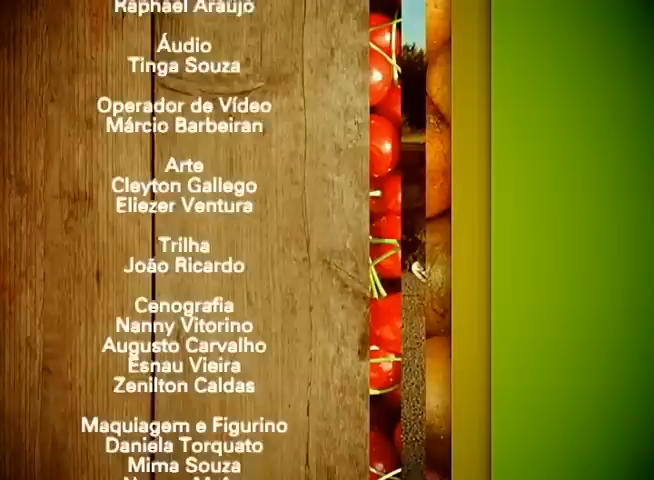 Raphael Araújo
Áudio
Tinga Souza
Operador de Vídeo
Márcio Barbeiran
Arte
Cleyton Gallego
Eliezer Ventura
Trilha
João Ricardo
Cenografia
Nanny Vitorino
Augusto Carvalho
Esnau Vieira
Zenilton Caldas
Maquiagem e Figurino
Daniela Torquato
Mima Souza